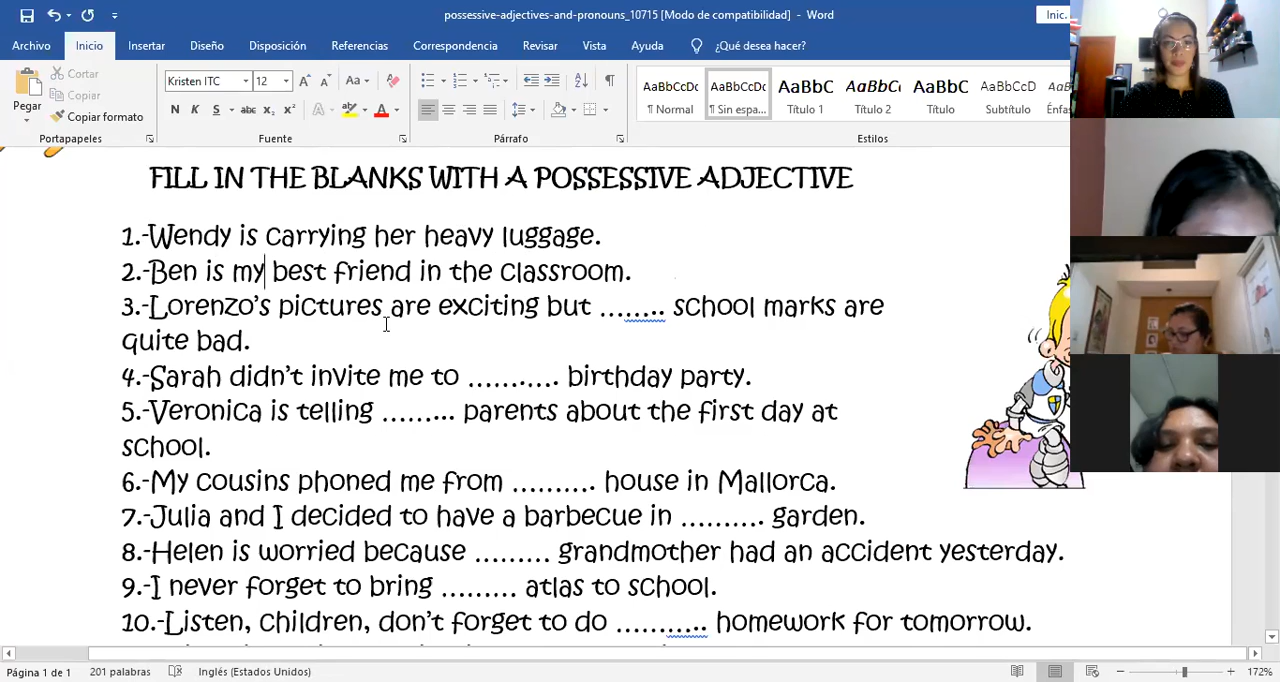 possessive-adjectives-and-pronouns_10715 [Modo de compatibilidad] - Word
Inic.
Archivo Inicio Insertar Diseño Disposición Referencias Correspondencia Revisar Vista Ayuda ¿Qué desea hacer?
Pegar
Cortar
Copiar
Copiar formato
Kristen ITC 12
N K S abc x₂ x²
AaBbCcDc AaBbCcDc AaBbC AaBbCc AaBbC AaBbCcD
¶ Normal ¶ Sin espa... Título 1 Título 2 Título Subtítulo Énfas
Portapapeles Fuente Párrafo Estilos
FILL IN THE BLANKS WITH A POSSESSIVE ADJECTIVE
1.-Wendy is carrying her heavy luggage.
2.-Ben is my best friend in the classroom.
3.-Lorenzo's pictures are exciting but …….. school marks are
quite bad.
4.-Sarah didn't invite me to ………. birthday party.
5.-Veronica is telling ……... parents about the first day at
school.
6.-My cousins phoned me from ………. house in Mallorca.
7.-Julia and I decided to have a barbecue in ………. garden.
8.-Helen is worried because ……… grandmother had an accident yesterday.
9.-I never forget to bring ……… atlas to school.
10.-Listen, children, don't forget to do ……….. homework for tomorrow.
Página 1 de 1 201 palabras Inglés (Estados Unidos) 172%